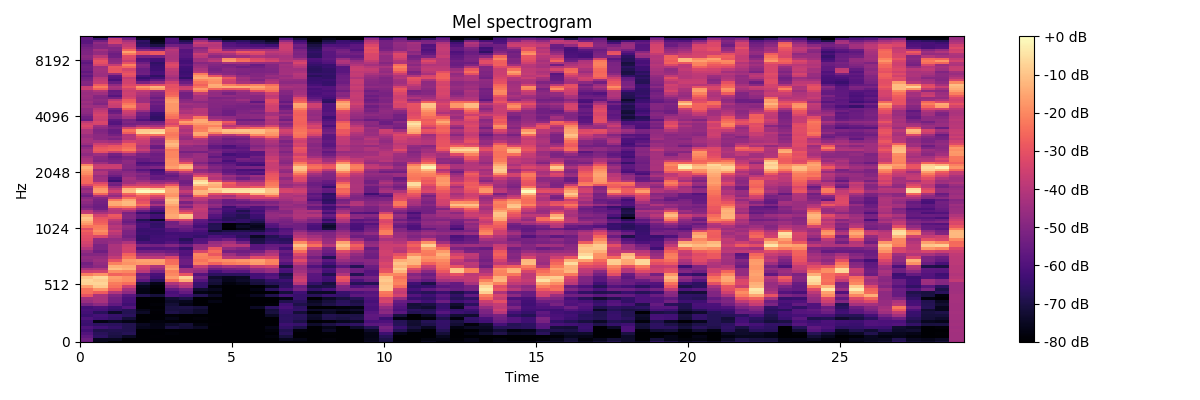 Mel spectrogram
8192
4096
2048
1024
512
0
Hz
0 5 10 15 20 25
Time
+0 dB
-10 dB
-20 dB
-30 dB
-40 dB
-50 dB
-60 dB
-70 dB
-80 dB